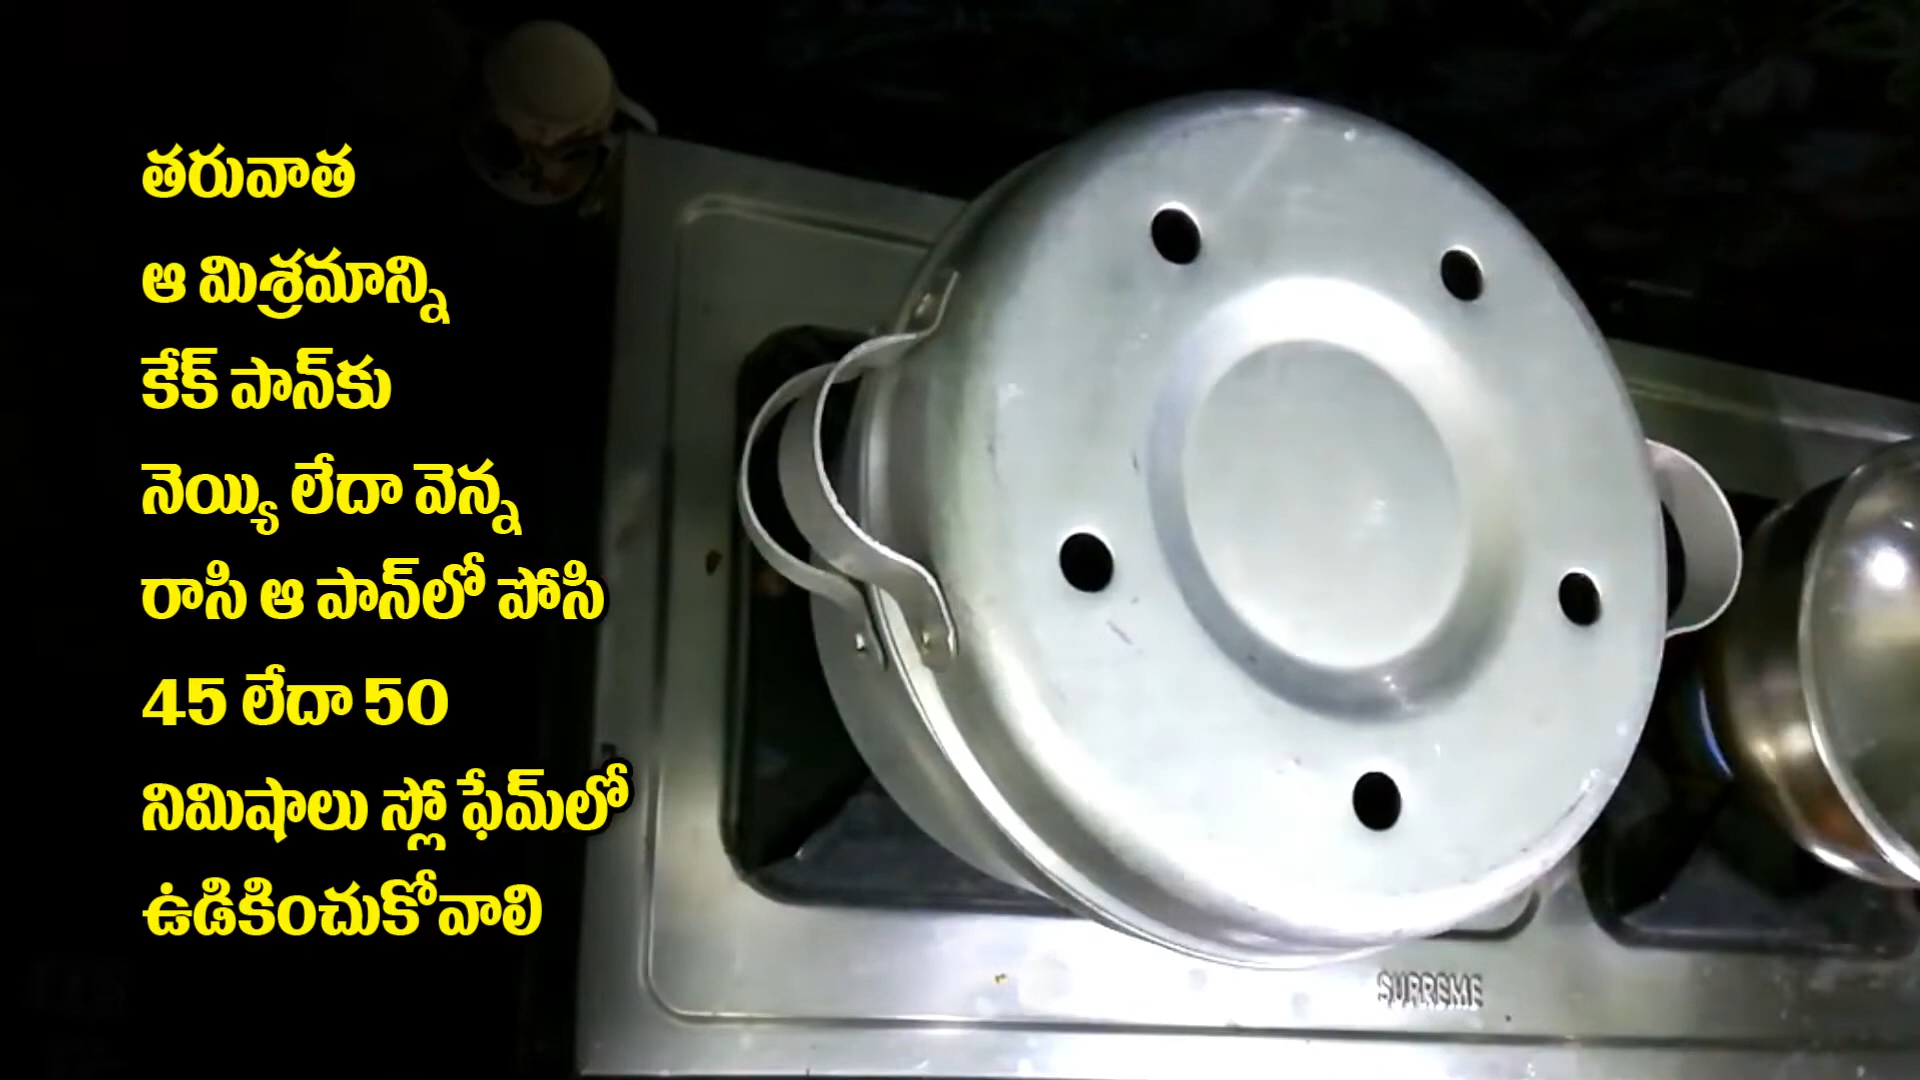 తరువాత
ఆ మిశ్రమాన్ని
కేక్ పాన్‌కు
నెయ్యి లేదా వెన్న
రాసి ఆ పాన్‌లో పోసి
45 లేదా 50
నిమిషాలు స్లో ఫేమ్‌లో
ఉడికించుకోవాలి
SUPREME